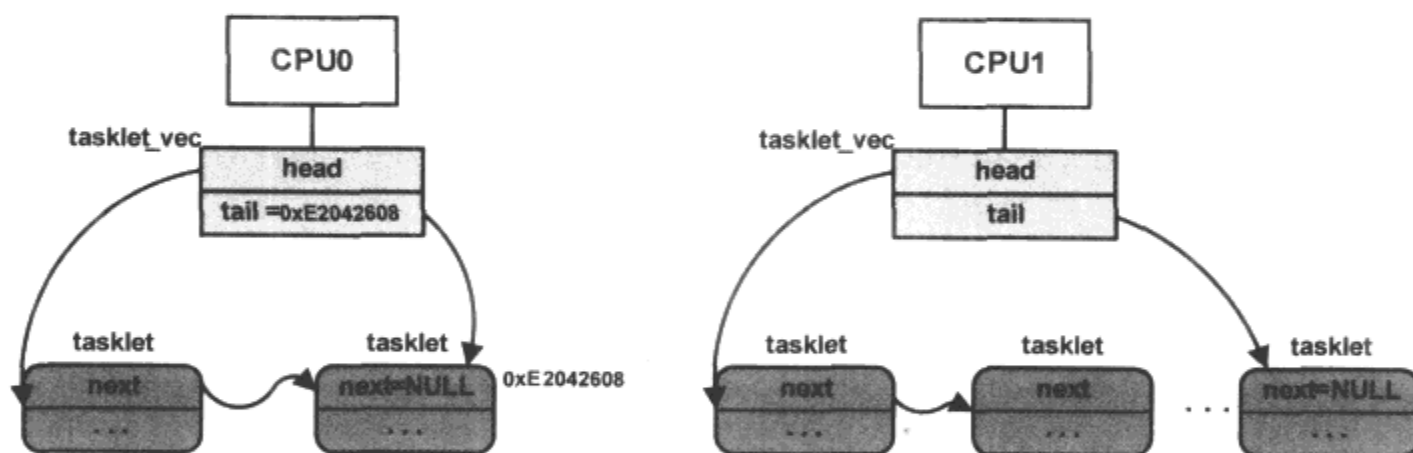 CPU0
tasklet_vec
head
tail =0xE2042608
tasklet
next
...
tasklet
next=NULL
...
0xE2042608
CPU1
tasklet_vec
head
tail
tasklet
next
...
tasklet
next
...
...
tasklet
next=NULL
...